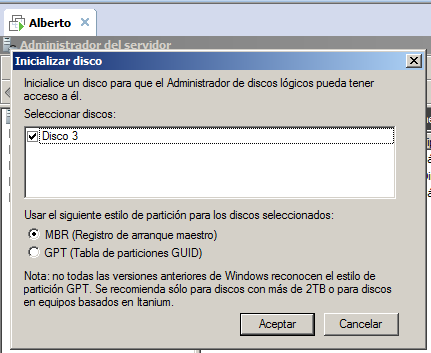 Alberto
Administrador del servidor
Inicializar disco
Inicialice un disco para que el Administrador de discos lógicos pueda tener
acceso a él.
Seleccionar discos:
Disco 3
Usar el siguiente estilo de partición para los discos seleccionados:
MBR (Registro de arranque maestro)
GPT (Tabla de particiones GUID)
Nota: no todas las versiones anteriores de Windows reconocen el estilo de
partición GPT. Se recomienda sólo para discos con más de 2TB o para discos
en equipos basados en Itanium.
Aceptar
Cancelar